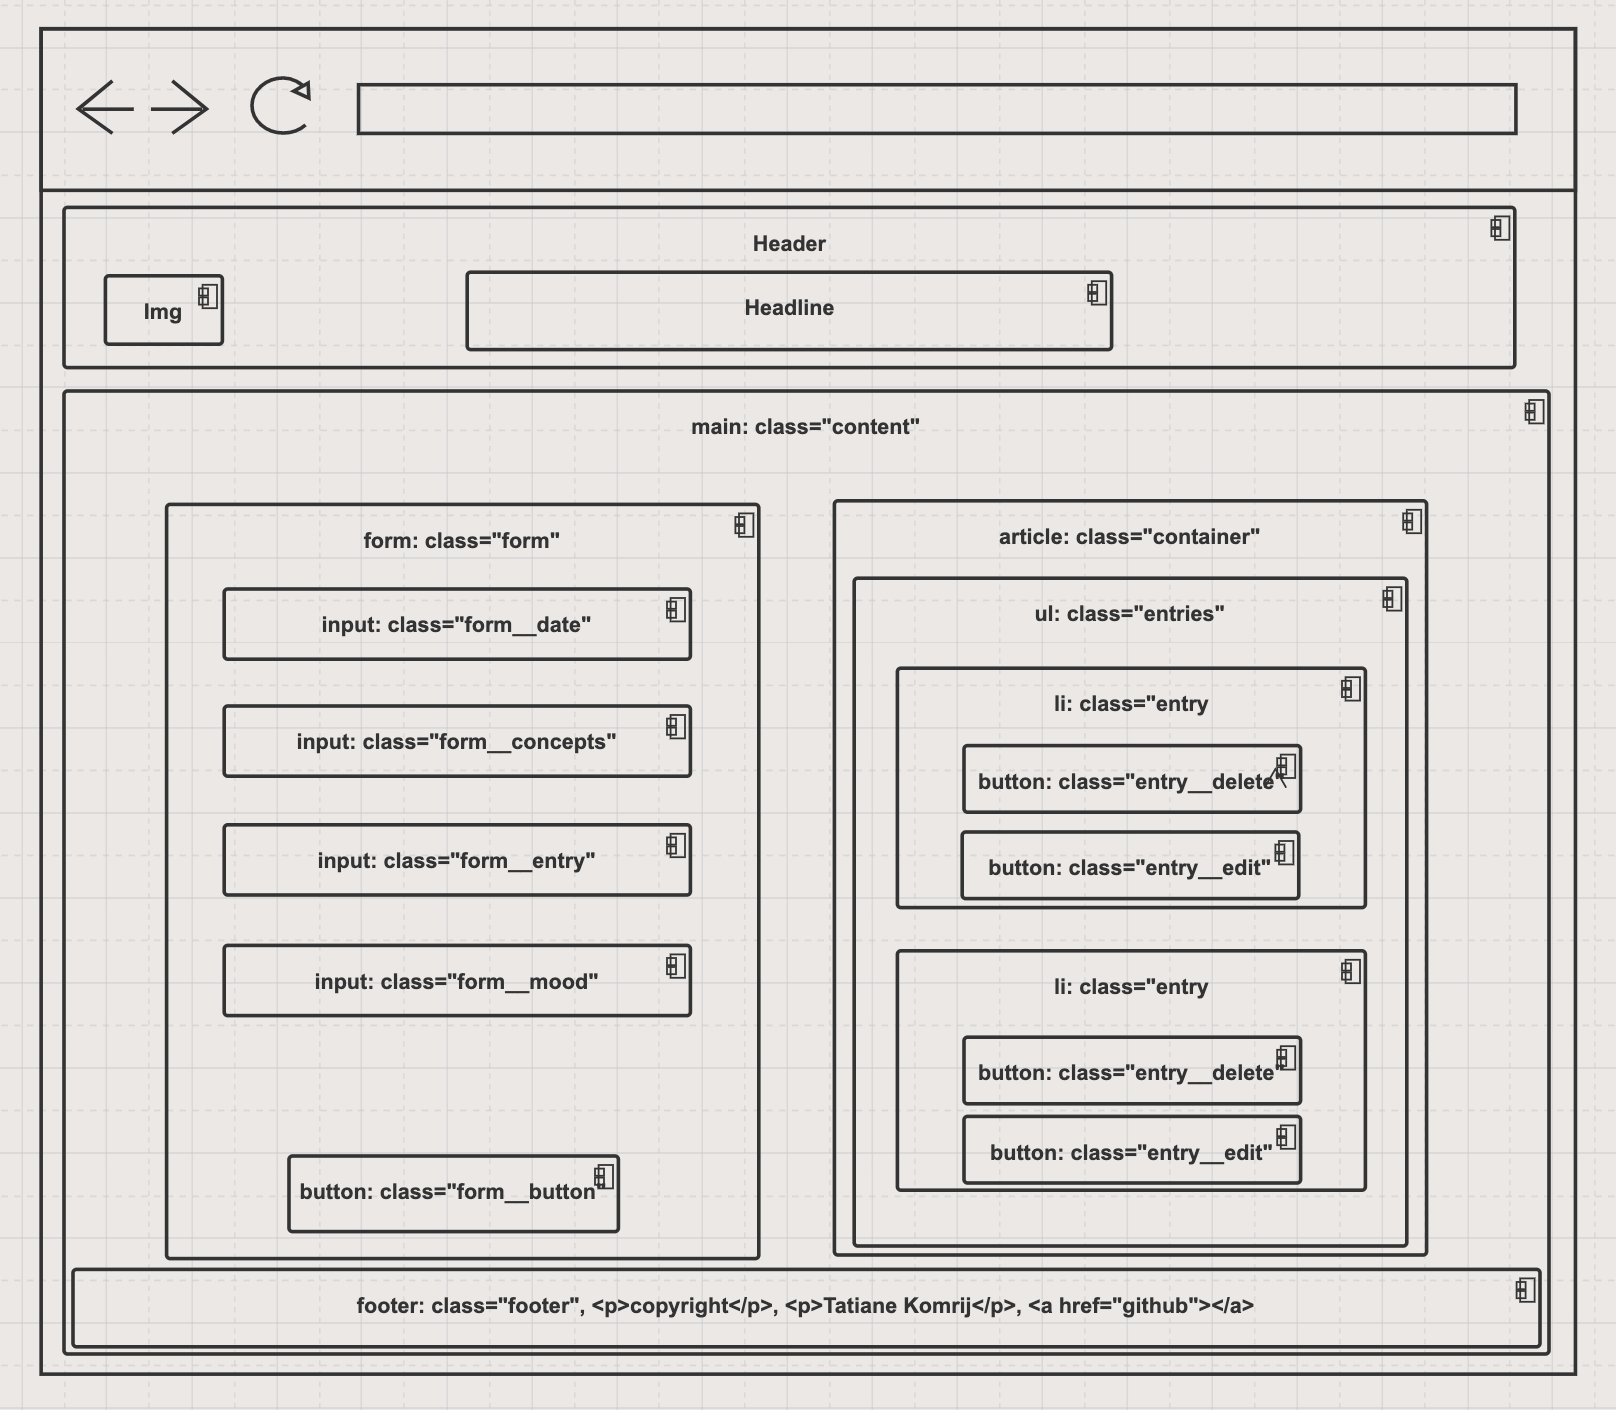 Header
Img
Headline
main: class="content"
form: class="form"
input: class="form__date"
input: class="form__concepts"
input: class="form__entry"
input: class="form__mood"
button: class="form__button"
article: class="container"
ul: class="entries"
li: class="entry
button: class="entry__delete"
button: class="entry__edit"
li: class="entry
button: class="entry__delete"
button: class="entry__edit"
footer: class="footer", <p>copyright</p>, <p>Tatiane Komrij</p>, <a href="github"></a>